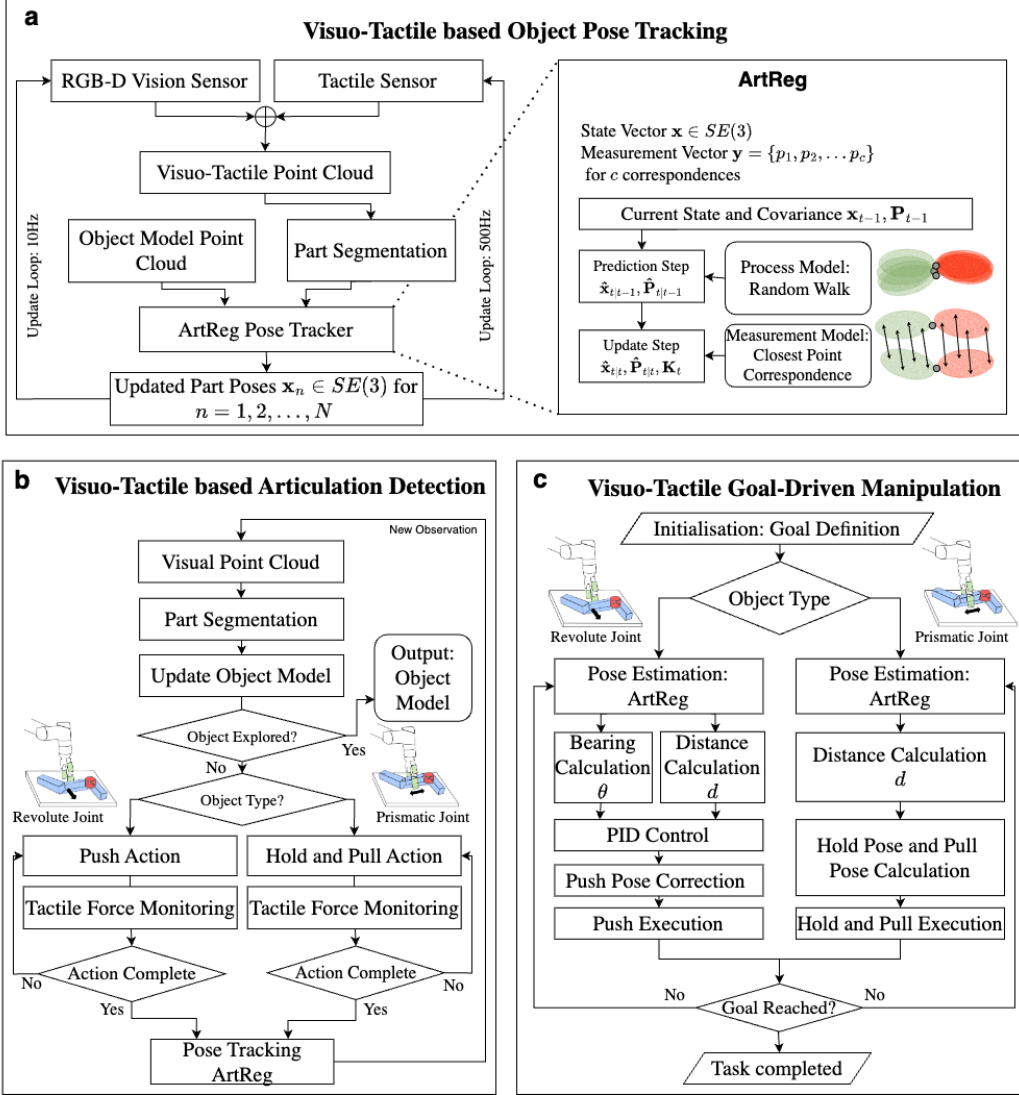 a
Visuo-Tactile based Object Pose Tracking
RGB-D Vision Sensor
Tactile Sensor
Visuo-Tactile Point Cloud
Object Model Point
Cloud
Part Segmentation
ArtReg Pose Tracker
Updated Part Poses xₙ ∈ SE(3) for
n = 1, 2, . . . , N
Update Loop: 10Hz
Update Loop: 500Hz
ArtReg
State Vector x ∈ SE(3)
Measurement Vector y = {p₁, p₂, . . . p_c}
for c correspondences
Current State and Covariance x_{t−1}, P_{t−1}
Prediction Step
x̂_{t|t−1}, P̂_{t|t−1}
Process Model:
Random Walk
Update Step
x̂_{t|t}, P̂_{t|t}, K_t
Measurement Model:
Closest Point
Correspondence
b
Visuo-Tactile based Articulation Detection
New Observation
Visual Point Cloud
Part Segmentation
Update Object Model
Output:
Object
Model
Object Explored?
Yes
No
Object Type?
Revolute Joint
Prismatic Joint
Push Action
Hold and Pull Action
Tactile Force Monitoring
Tactile Force Monitoring
Action Complete
Action Complete
No
No
Yes
Yes
Pose Tracking
ArtReg
c
Visuo-Tactile Goal-Driven Manipulation
Initialisation: Goal Definition
Object Type
Revolute Joint
Prismatic Joint
Pose Estimation:
ArtReg
Pose Estimation:
ArtReg
Bearing
Calculation
θ
Distance
Calculation
d
Distance Calculation
d
PID Control
Push Pose Correction
Push Execution
Hold Pose and Pull
Pose Calculation
Hold and Pull Execution
No
No
Goal Reached?
Task completed